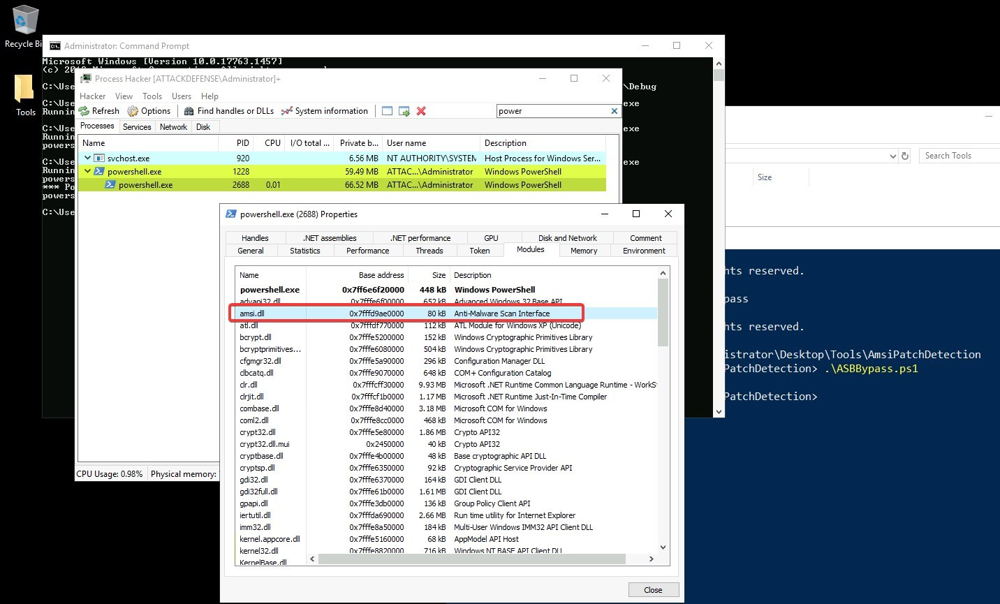 Recycle Bi
Tools
Administrator: Command Prompt
Microsoft Windows [Version 10.0.17763.1457]
C:\Use
\Debug
C:\Use
exe
Runnin
C:\Use
exe
Runnin
powers
C:\Use
exe
Runnin
powers
*** Po
powers
C:\Use
Process Hacker [ATTACKDEFENSE\Administrator]+
Hacker View Tools Users Help
Refresh Options Find handles or DLLs System information power
Processes Services Network Disk
Name PID CPU I/O total ... Private b... User name Description
svchost.exe 920 6.56 MB NT AUTHORITY\SYSTEM Host Process for Windows Ser...
powershell.exe 1228 59.49 MB ATTAC...\Administrator Windows PowerShell
powershell.exe 2688 0.01 66.52 MB ATTAC...\Administrator Windows PowerShell
CPU Usage: 0.98% Physical memory:
powershell.exe (2688) Properties
Handles .NET assemblies .NET performance GPU Disk and Network Comment
General Statistics Performance Threads Token Modules Memory Environment
Name Base address Size Description
powershell.exe 0x7ff6e6f20000 448 kB Windows PowerShell
advapi32.dll 0x7fffe6f00000 652 kB Advanced Windows 32 Base API
amsi.dll 0x7fffd9ae0000 80 kB Anti-Malware Scan Interface
atl.dll 0x7fffdf770000 112 kB ATL Module for Windows XP (Unicode)
bcrypt.dll 0x7fffe5200000 152 kB Windows Cryptographic Primitives Library
bcryptprimitives... 0x7fffe6080000 504 kB Windows Cryptographic Primitives Library
cfgmgr32.dll 0x7fffe5a90000 296 kB Configuration Manager DLL
clbcatq.dll 0x7fffe9070000 648 kB COM+ Configuration Catalog
clr.dll 0x7fffcff30000 9.93 MB Microsoft .NET Runtime Common Language Runtime - WorkSt
clrjit.dll 0x7fffcf1b0000 1.17 MB Microsoft .NET Runtime Just-In-Time Compiler
combase.dll 0x7fffe8d40000 3.18 MB Microsoft COM for Windows
coml2.dll 0x7fffe8cc0000 468 kB Microsoft COM for Windows
crypt32.dll 0x7fffe5e80000 1.86 MB Crypto API32
crypt32.dll.mui 0x2450000 40 kB Crypto API32
cryptbase.dll 0x7fffe4b00000 48 kB Base cryptographic API DLL
cryptsp.dll 0x7fffe6350000 92 kB Cryptographic Service Provider API
gdi32.dll 0x7fffe6370000 164 kB GDI Client DLL
gdi32full.dll 0x7fffe61b0000 1.61 MB GDI Client DLL
gpapi.dll 0x7fffe3db0000 136 kB Group Policy Client API
iertutil.dll 0x7fffda690000 2.66 MB Run time utility for Internet Explorer
imm32.dll 0x7fffe8a50000 184 kB Multi-User Windows IMM32 API Client DLL
kernel.appcore.dll 0x7fffe5160000 68 kB AppModel API Host
kernel32.dll 0x7fffe8820000 716 kB Windows NT BASE API Client DLL
KernelBase.dll
Close
Search Tools
Size
hts reserved.
pass
hts reserved.
istrator\Desktop\Tools\AmsiPatchDetection
PatchDetection> .\ASBBypass.ps1
PatchDetection>